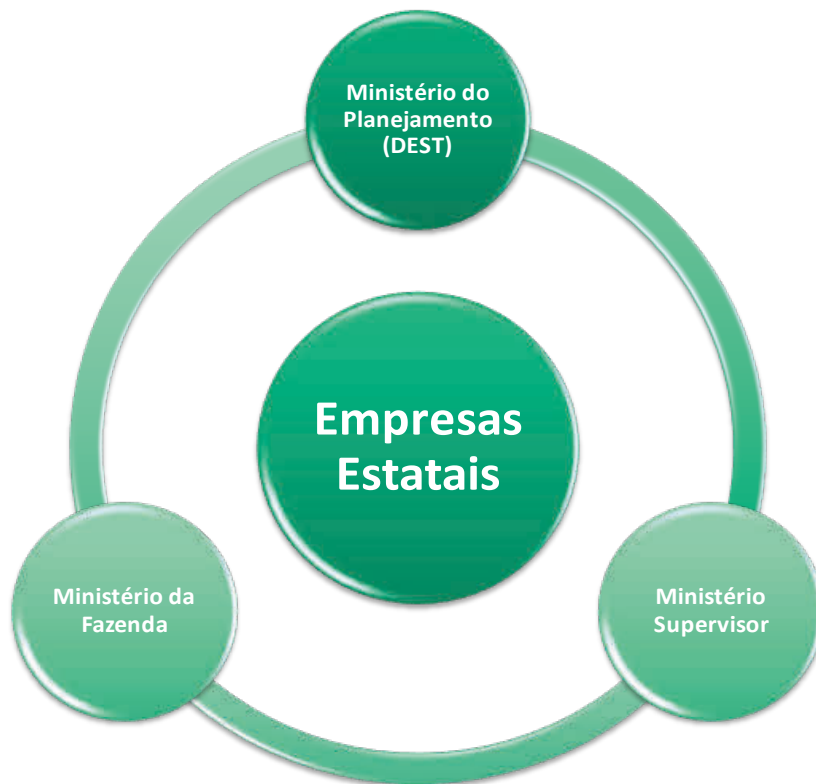 Ministério do
Planejamento
(DEST)
Empresas
Estatais
Ministério da
Fazenda
Ministério
Supervisor